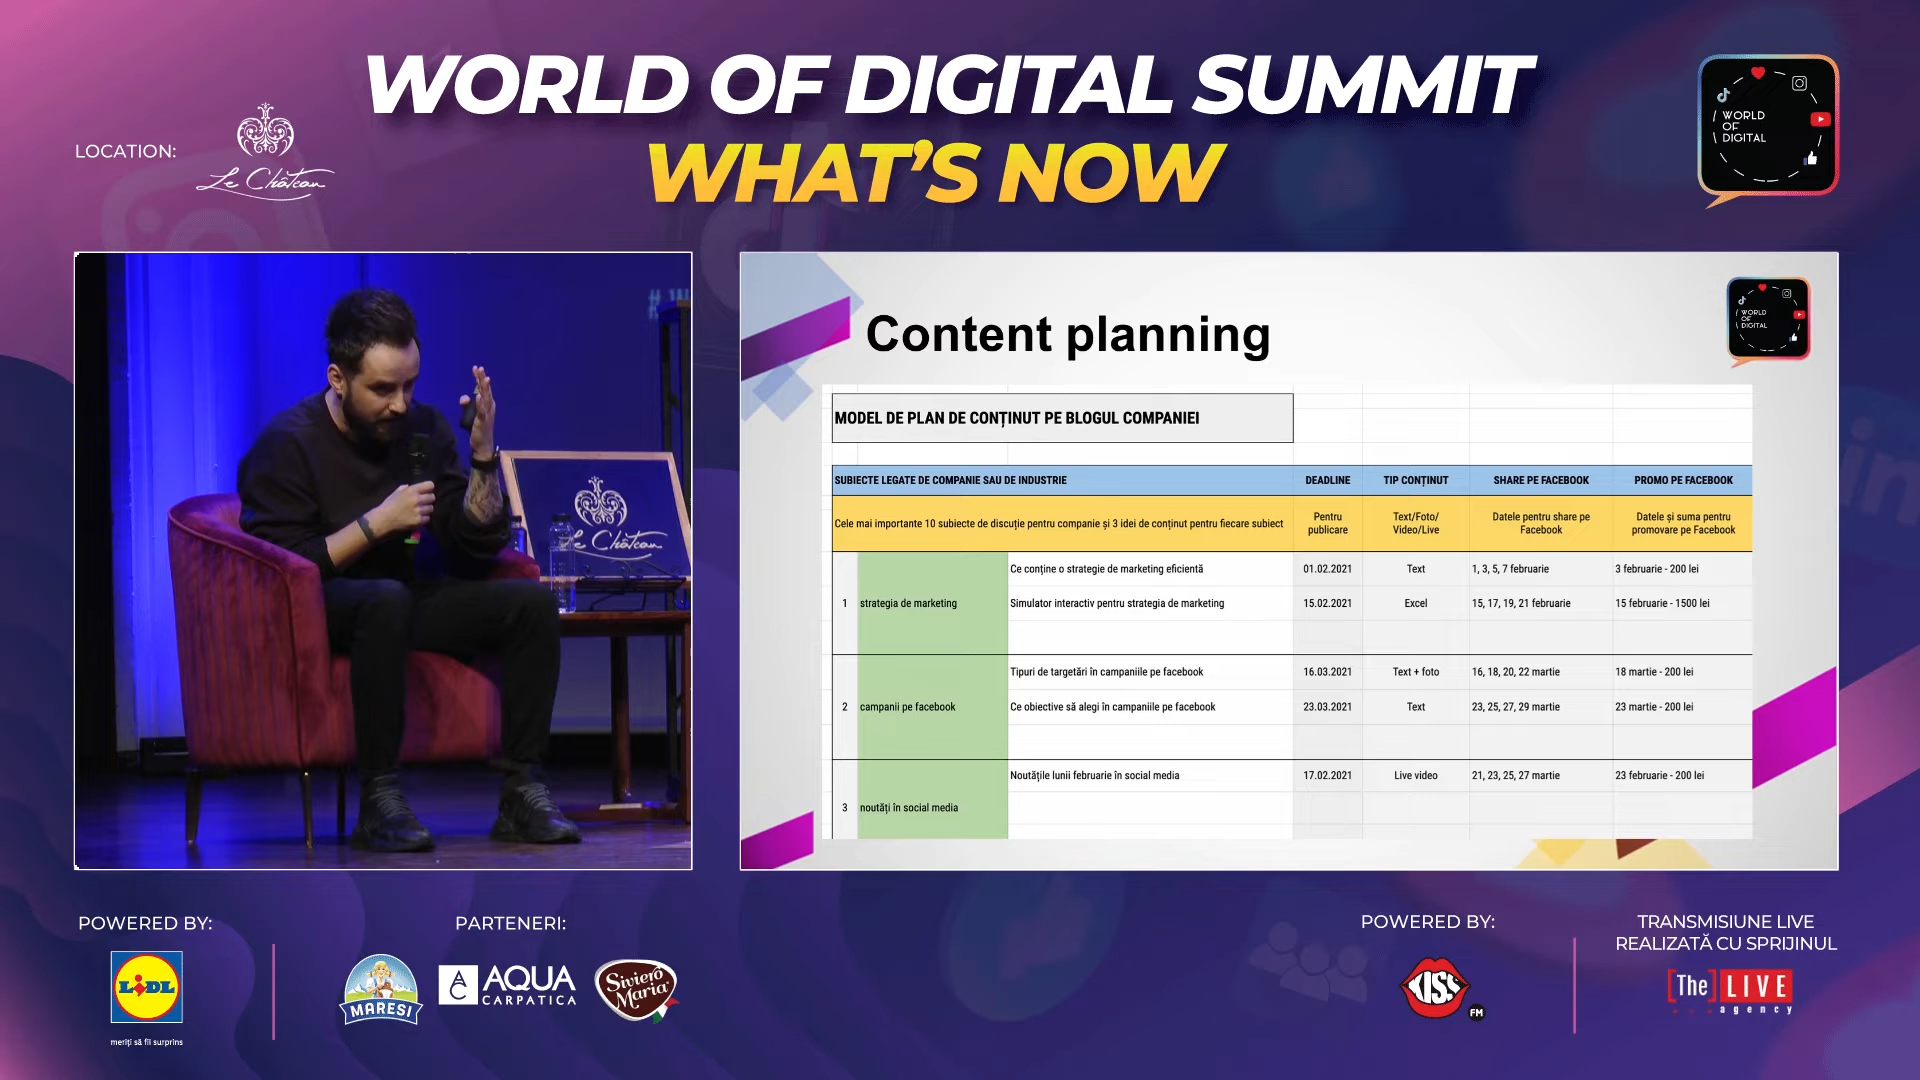 WORLD OF DIGITAL SUMMIT
WHAT'S NOW
LOCATION:
Le Château
WORLD
OF
DIGITAL
Le Château
Content planning
WORLD
OF
DIGITAL
MODEL DE PLAN DE CONȚINUT PE BLOGUL COMPANIEI
SUBIECTE LEGATE DE COMPANIE SAU DE INDUSTRIE DEADLINE TIP CONȚINUT SHARE PE FACEBOOK PROMO PE FACEBOOK
Cele mai importante 10 subiecte de discuție pentru companie și 3 idei de conținut pentru fiecare subiect Pentru publicare Text/Foto/ Video/Live Datele pentru share pe Facebook Datele și suma pentru promovare pe Facebook
Ce conține o strategie de marketing eficientă 01.02.2021 Text 1, 3, 5, 7 februarie 3 februarie - 200 lei
1 strategia de marketing Simulator interactiv pentru strategia de marketing 15.02.2021 Excel 15, 17, 19, 21 februarie 15 februarie - 1500 lei
Tipuri de targetări în campaniile pe facebook 16.03.2021 Text + foto 16, 18, 20, 22 martie 18 martie - 200 lei
2 campanii pe facebook Ce obiective să alegi în campaniile pe facebook 23.03.2021 Text 23, 25, 27, 29 martie 23 martie - 200 lei
Noutățile lunii februarie în social media 17.02.2021 Live video 21, 23, 25, 27 martie 23 februarie - 200 lei
3 noutăți în social media
POWERED BY:
LIDL
meriți să fii surprins
PARTENERI:
MARESI
AC AQUA
CARPATICA
Siviero
Maria
POWERED BY:
KISS
FM
TRANSMISIUNE LIVE
REALIZATĂ CU SPRIJINUL
[The] LIVE
agency